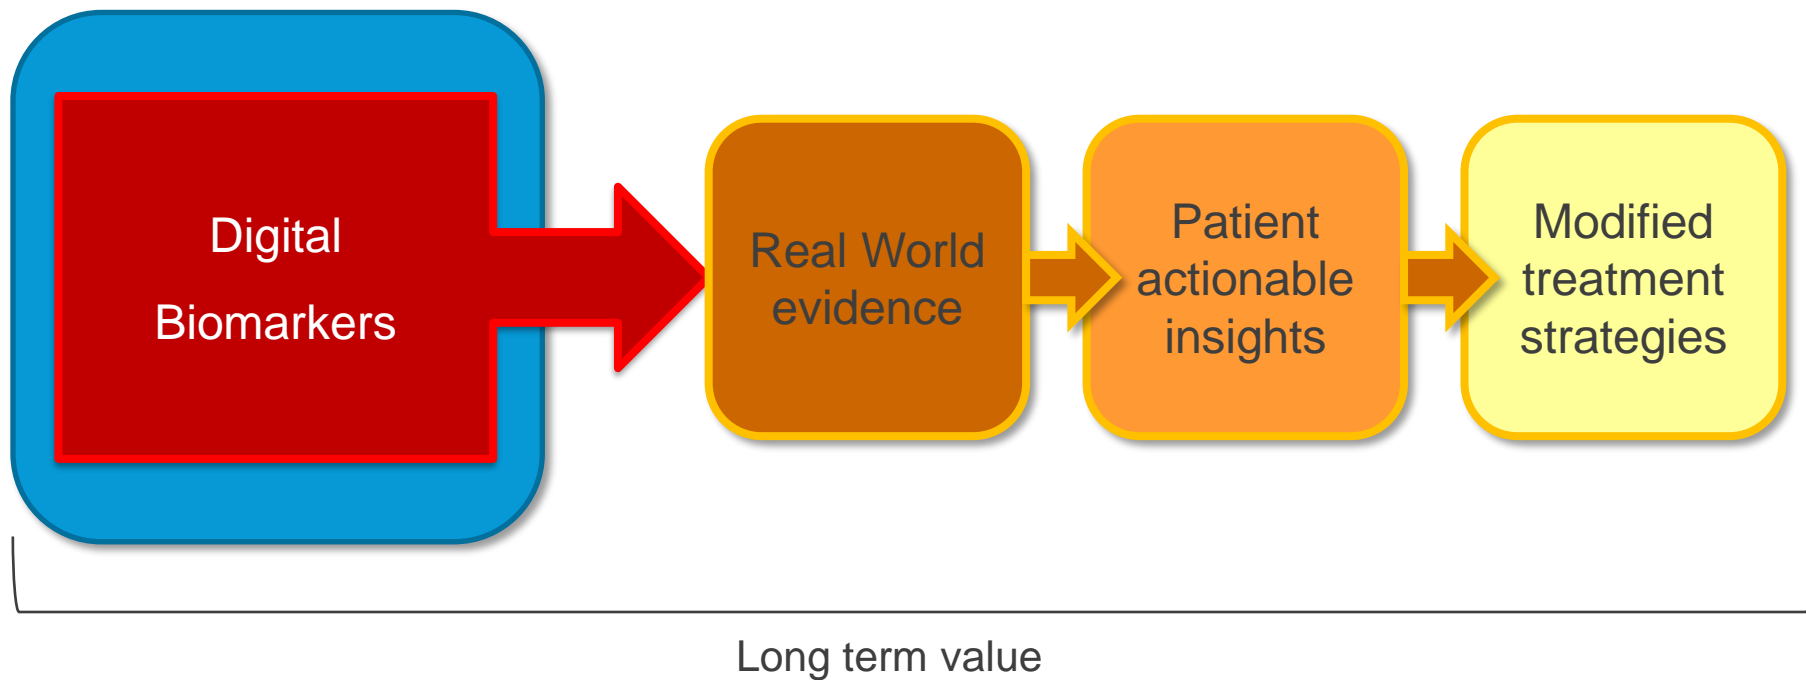 Digital
Biomarkers
Real World
evidence
Patient
actionable
insights
Modified
treatment
strategies
Long term value